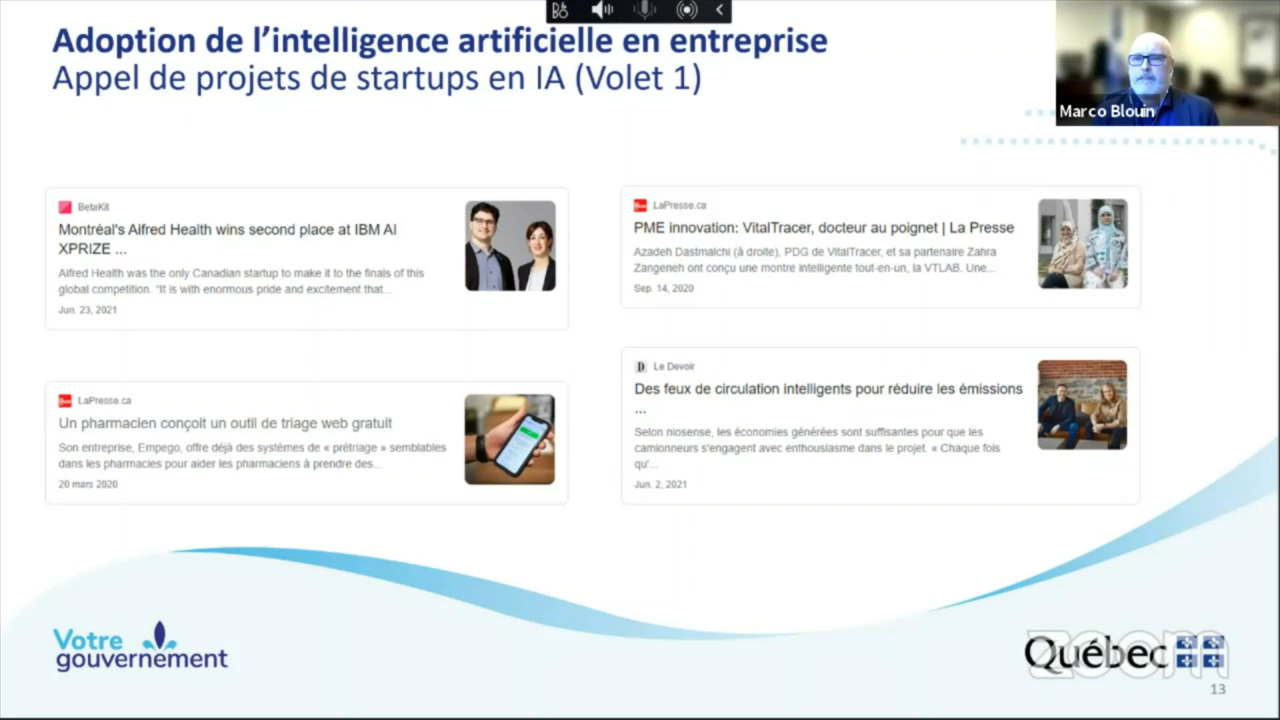 Adoption de l'intelligence artificielle en entreprise
Appel de projets de startups en IA (Volet 1)
Marco Blouin
BetaKit
Montréal's Alfred Health wins second place at IBM AI
XPRIZE ...
Alfred Health was the only Canadian startup to make it to the finals of this
global competition. "It is with enormous pride and excitement that...
Jun. 23, 2021
LaPresse.ca
PME innovation: VitalTracer, docteur au poignet | La Presse
Azadeh Dastmalchi (à droite), PDG de VitalTracer, et sa partenaire Zahra
Zangeneh ont conçu une montre intelligente tout-en-un, la VTLAB. Une...
Sep. 14, 2020
LaPresse.ca
Un pharmacien conçoit un outil de triage web gratuit
Son entreprise, Empego, offre déjà des systèmes de « prétriage » semblables
dans les pharmacies pour aider les pharmaciens à prendre des...
20 mars 2020
D
Le Devoir
Des feux de circulation intelligents pour réduire les émissions
...
Selon niosense, les économies générées sont suffisantes pour que les
camionneurs s'engagent avec enthousiasme dans le projet. « Chaque fois
qu'...
Jun. 2, 2021
Votre
gouvernement
Québec
zoom
13